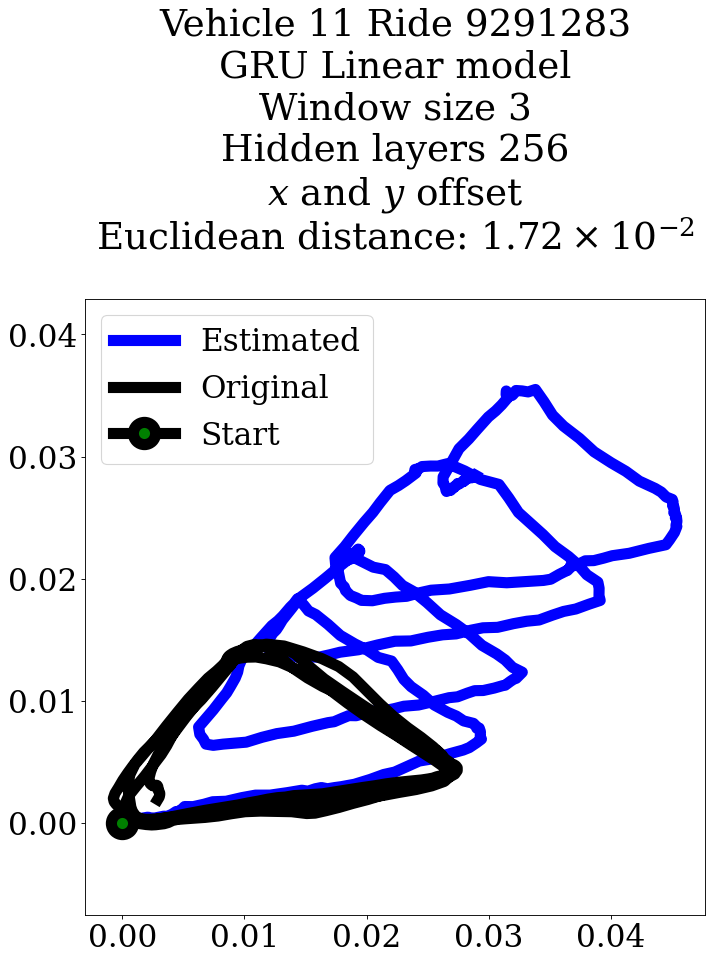 Vehicle 11 Ride 9291283
GRU Linear model
Window size 3
Hidden layers 256
x and y offset
Euclidean distance: 1.72 × 10⁻²
Estimated
Original
Start
0.04
0.03
0.02
0.01
0.00
0.00 0.01 0.02 0.03 0.04